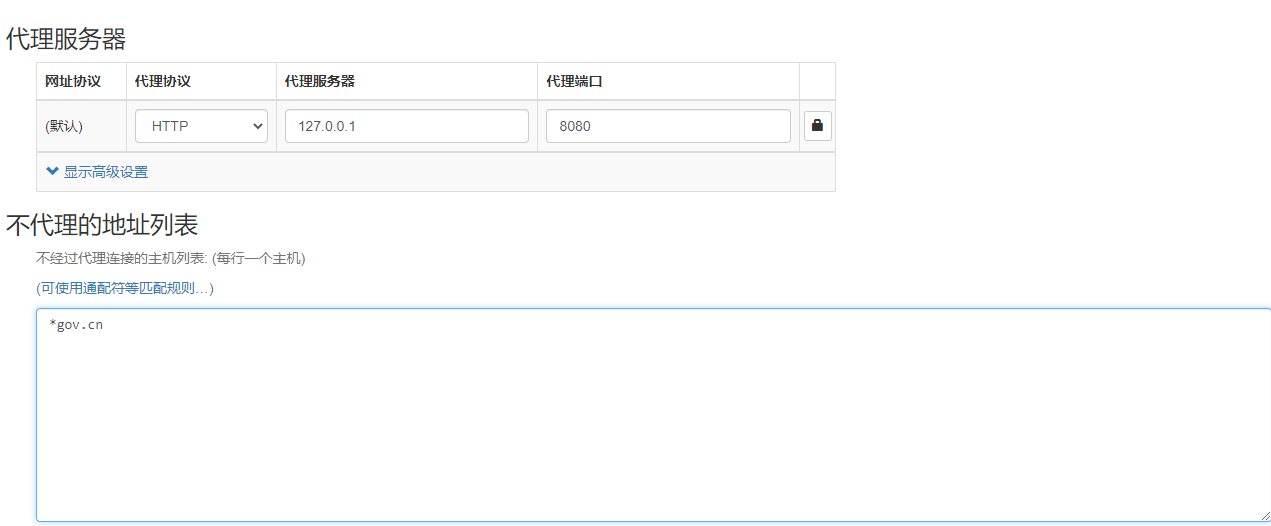 代理服务器
网址协议 代理协议 代理服务器 代理端口
(默认) HTTP 127.0.0.1 8080
显示高级设置
不代理的地址列表
不经过代理连接的主机列表: (每行一个主机)
(可使用通配符等匹配规则…)
*gov.cn